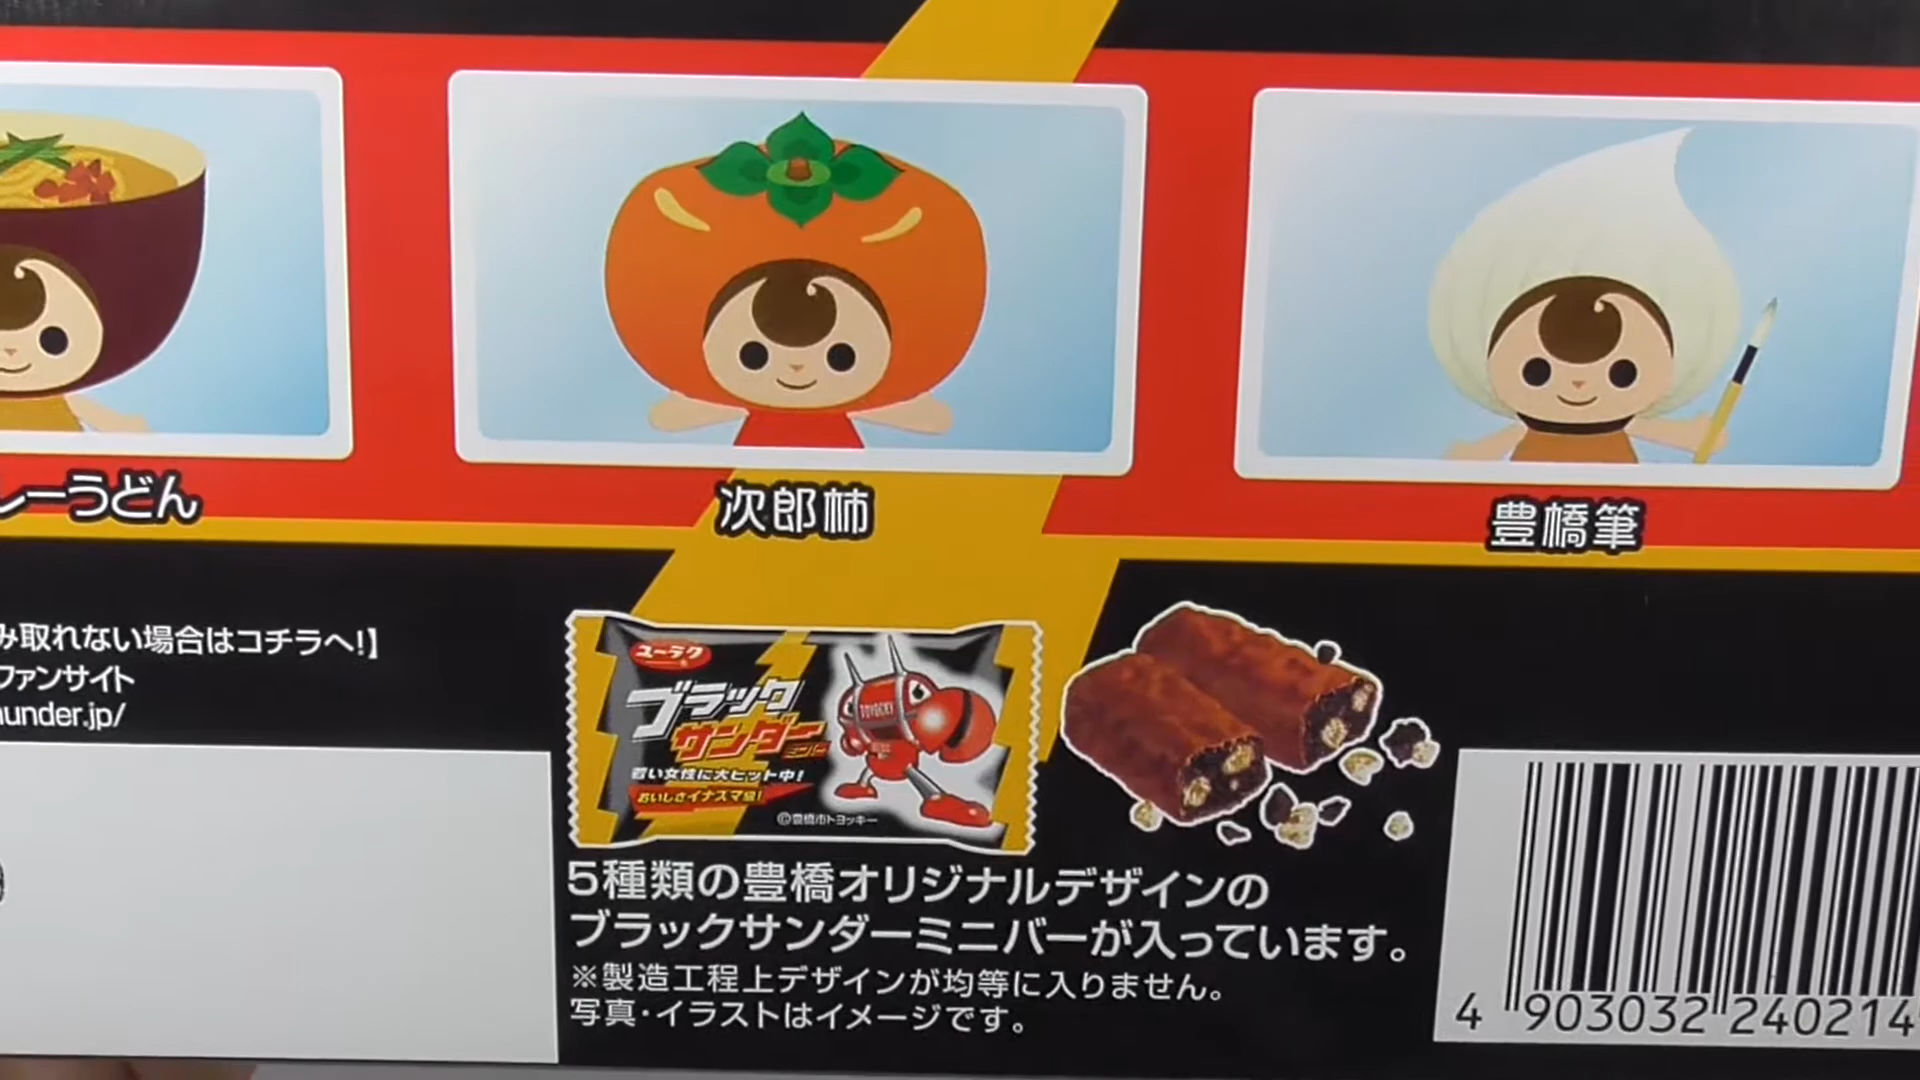 レーうどん
次郎柿
豊橋筆
み取れない場合はコチラへ!】
ファンサイト
under.jp/
ユーラク
ブラック
サンダー
ミニバー
若い女性に大ヒット中!
おいしさイナズマ級!
©豊橋市トヨッキー
5種類の豊橋オリジナルデザインの
ブラックサンダーミニバーが入っています。
※製造工程上デザインが均等に入りません。
写真・イラストはイメージです。
4 903032 240214